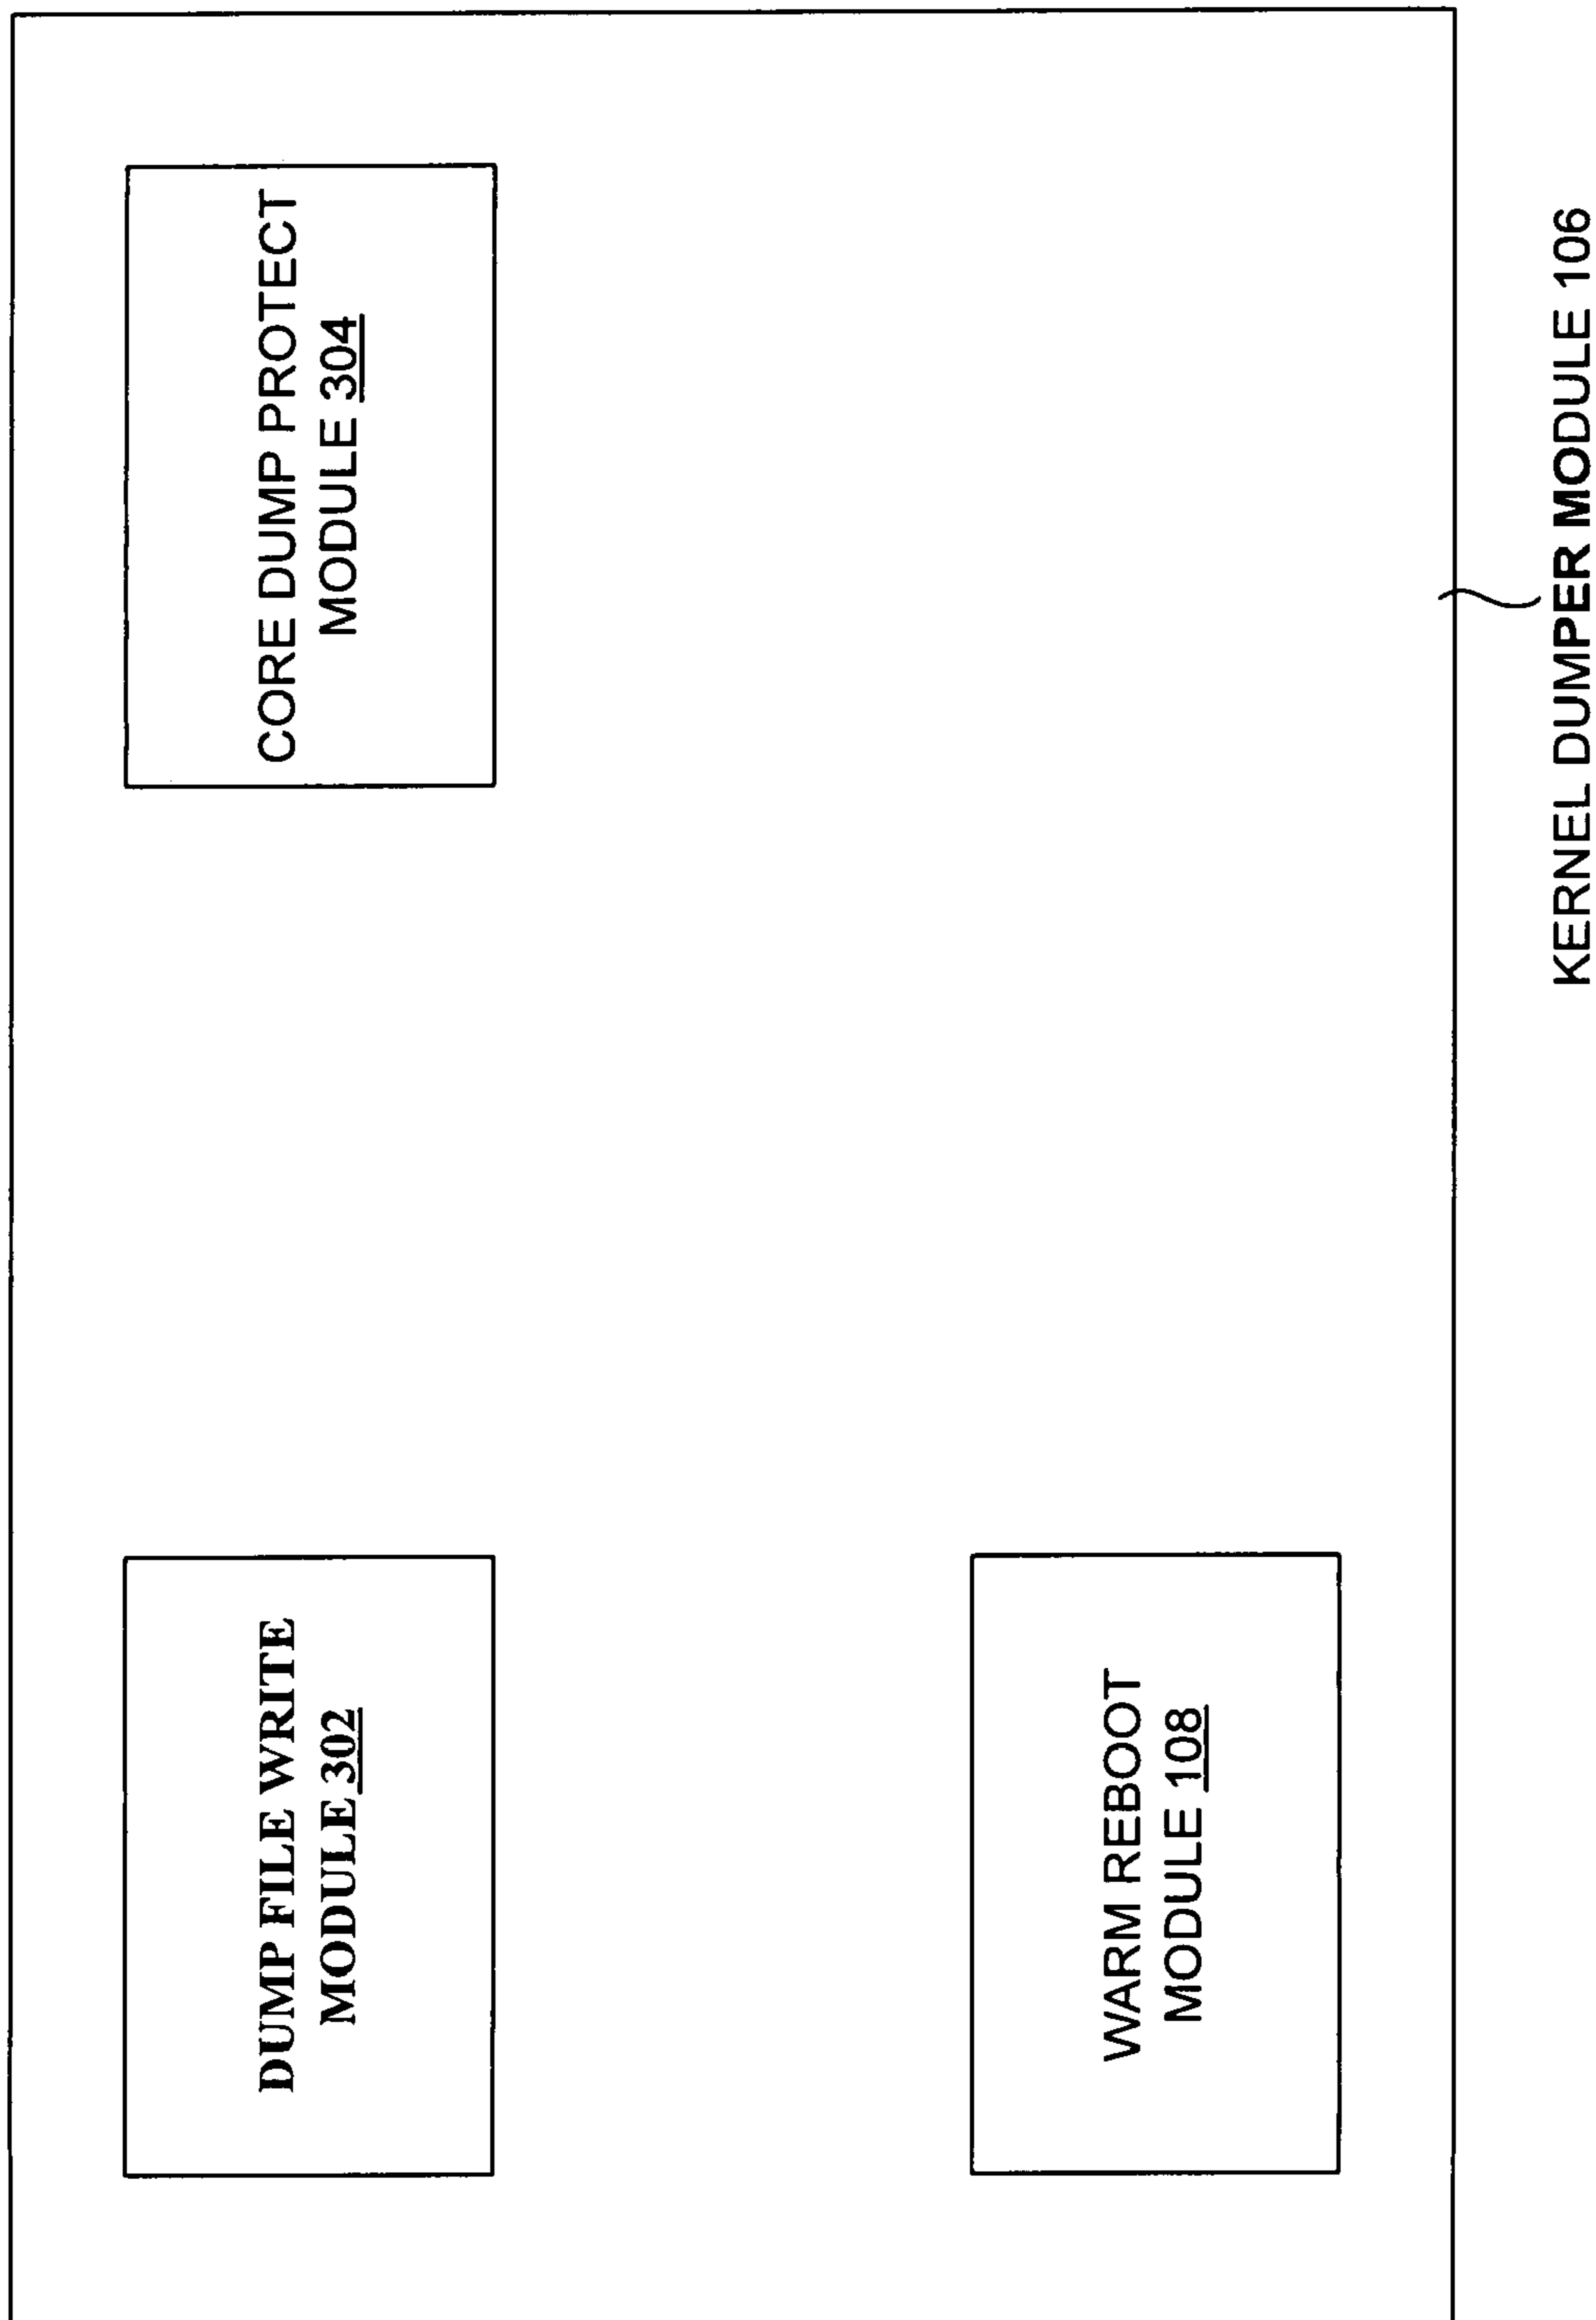 DUMP FILE WRITE
MODULE 302
CORE DUMP PROTECT
MODULE 304
WARM REBOOT
MODULE 108
KERNEL DUMPER MODULE 106